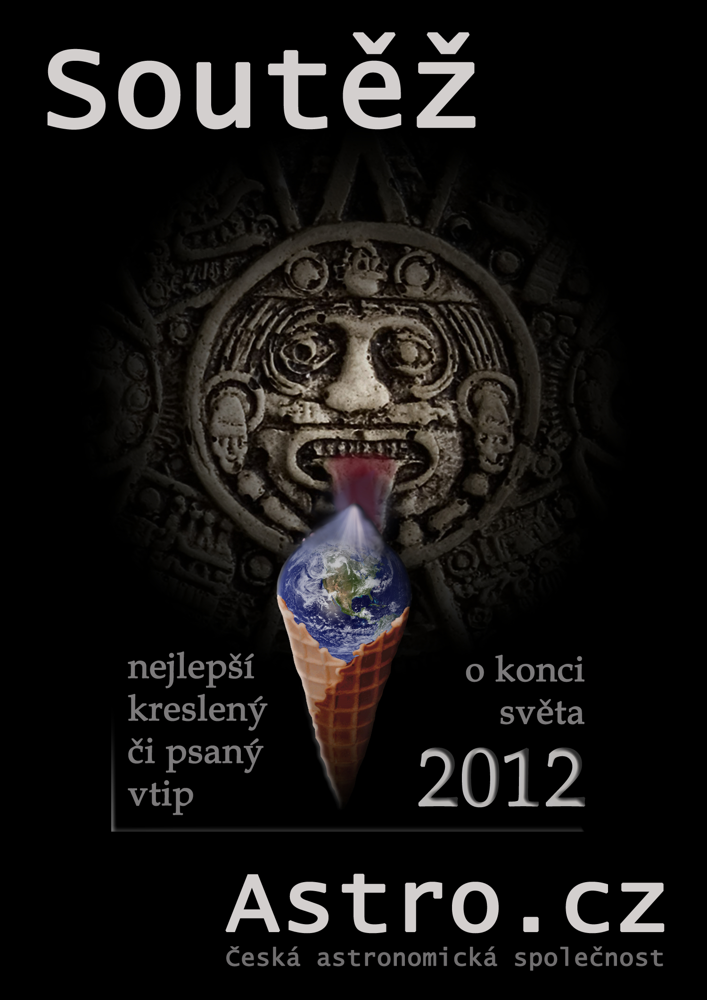 Soutěž
nejlepší
kreslený
či psaný
vtip
o konci
světa
2012
Astro.cz
Česká astronomická společnost